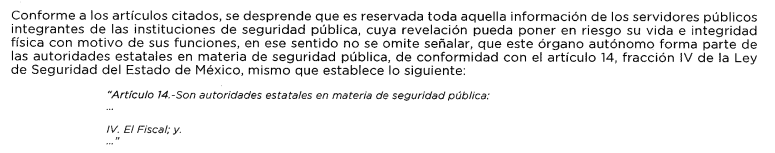 Conforme a los artículos citados, se desprende que es reservada toda aquella información de los servidores públicos
integrantes de las instituciones de seguridad pública, cuya revelación pueda poner en riesgo su vida e integridad
física con motivo de sus funciones, en ese sentido no se omite señalar, que este órgano autónomo forma parte de
las autoridades estatales en materia de seguridad pública, de conformidad con el artículo 14, fracción IV de la Ley
de Seguridad del Estado de México, mismo que establece lo siguiente:
"Artículo 14.-Son autoridades estatales en materia de seguridad pública:
...
IV. El Fiscal; y.
..."